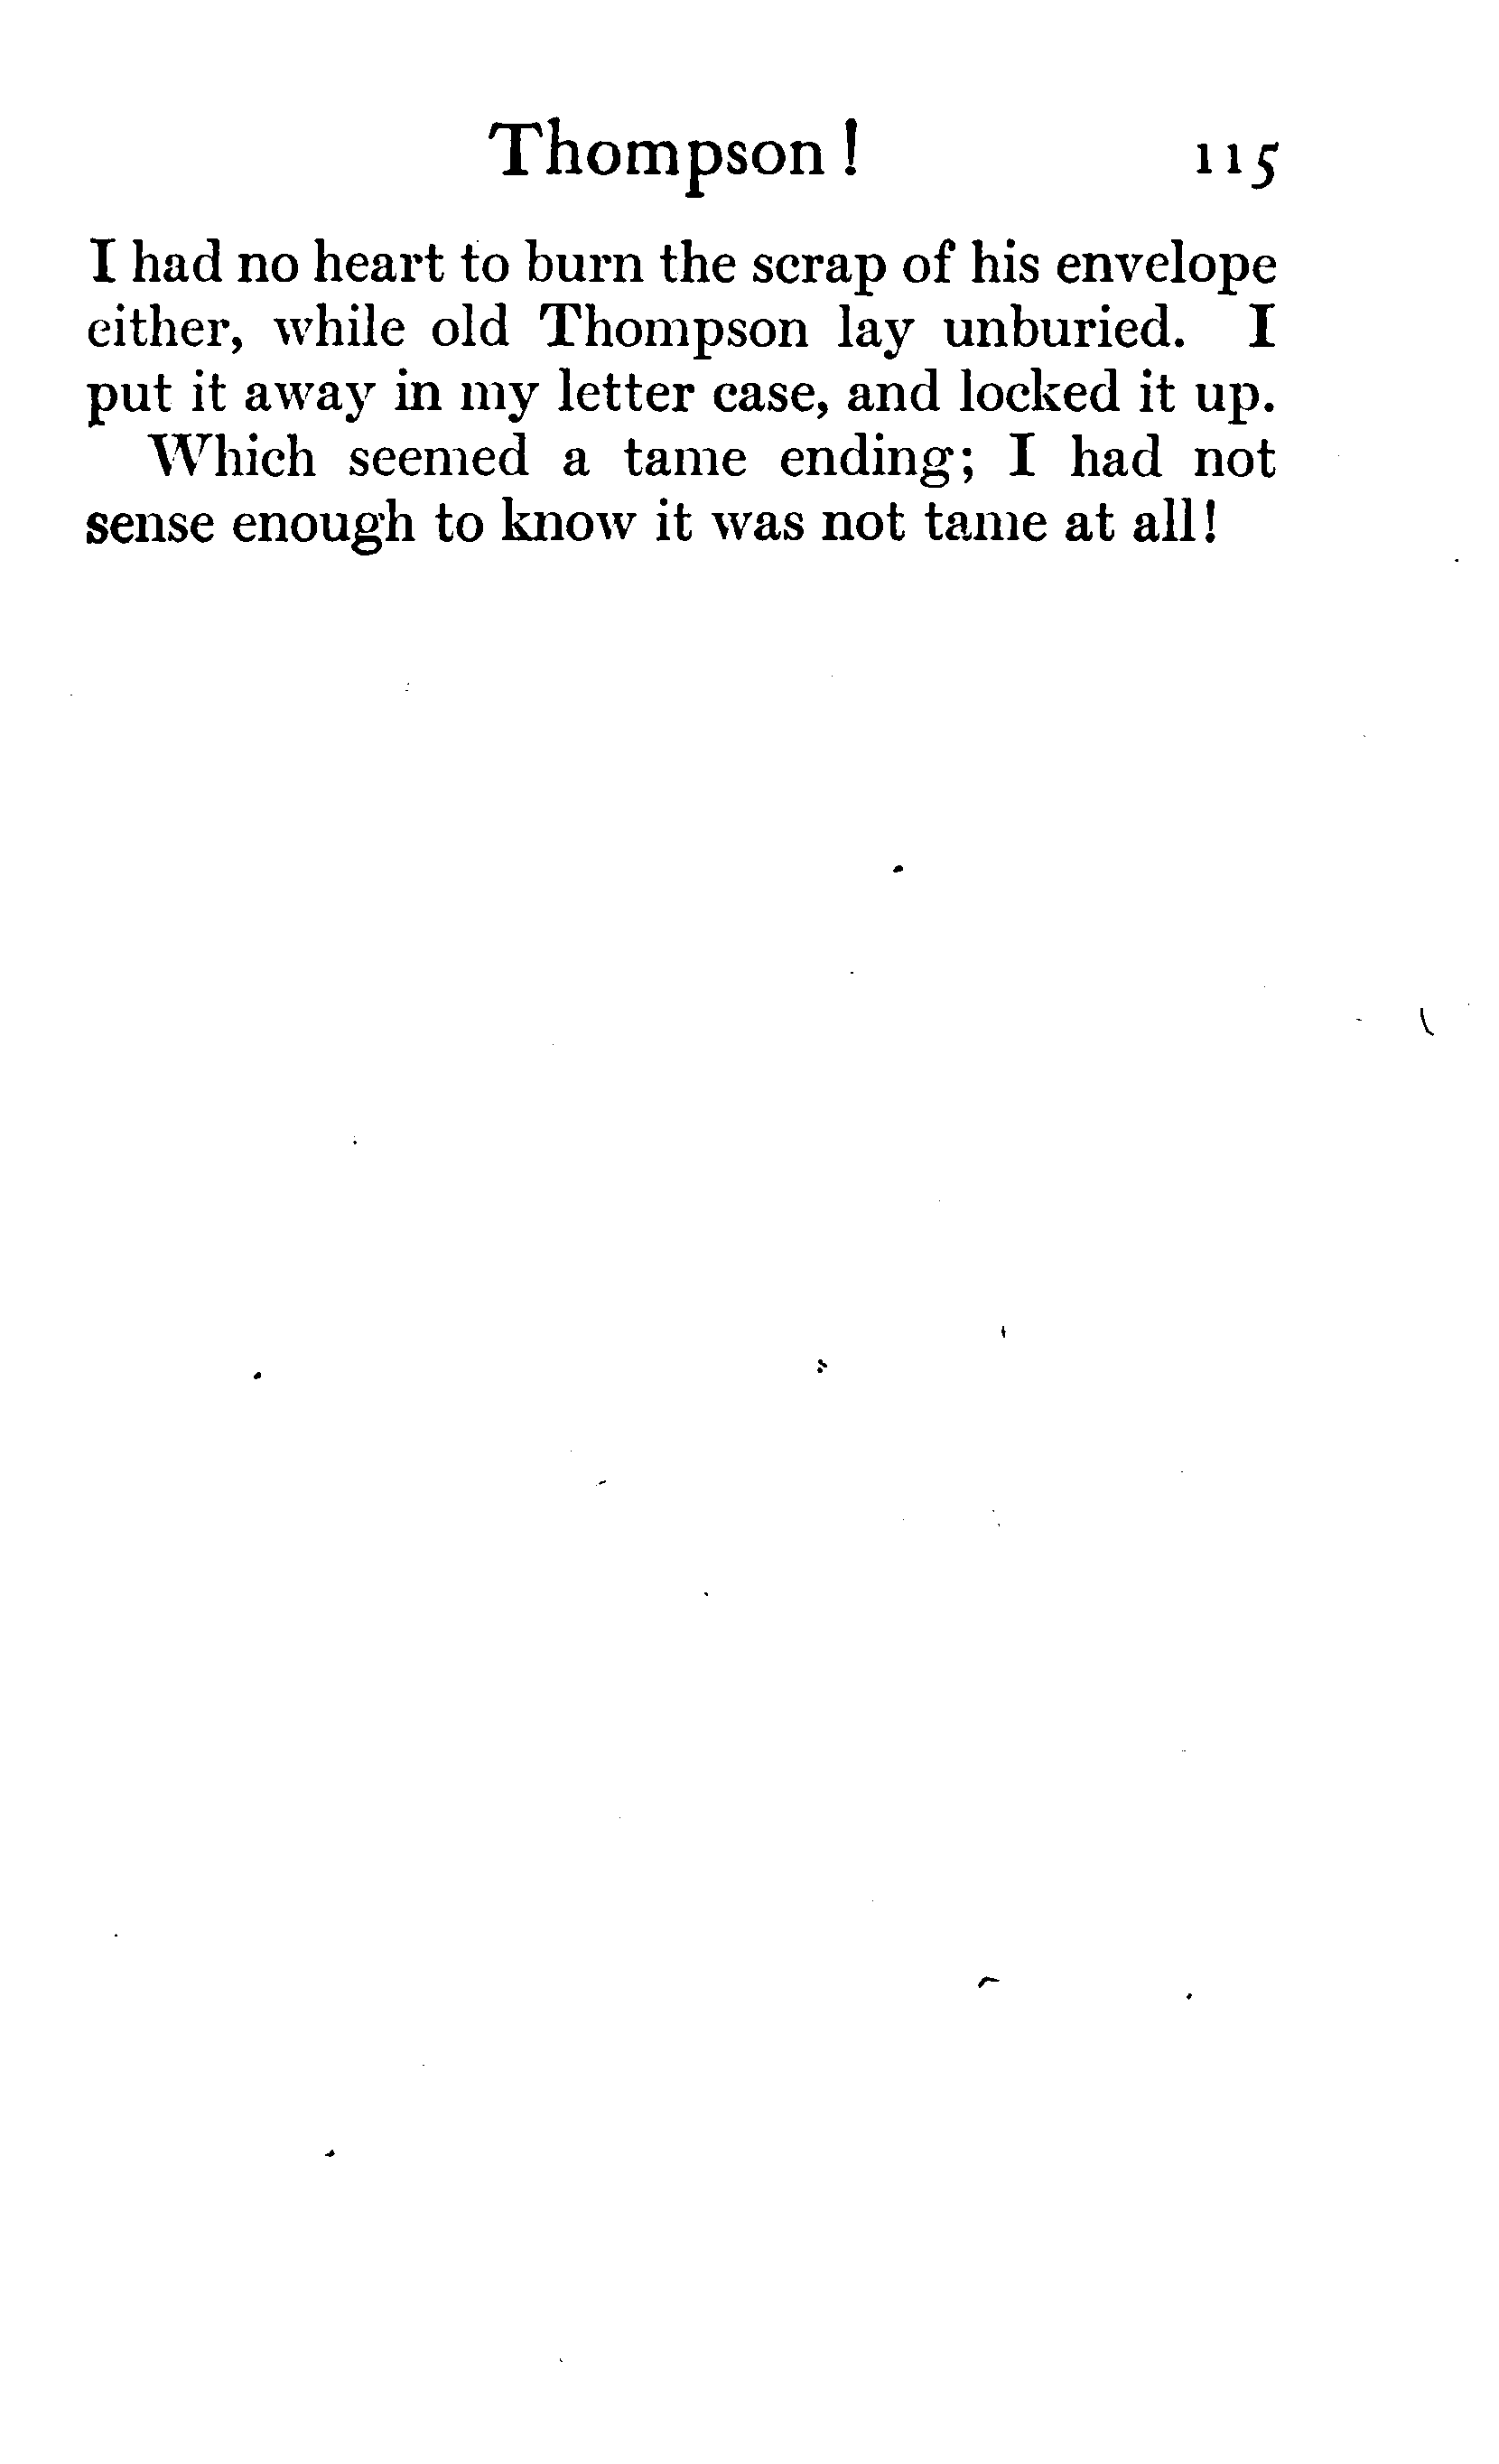 Thompson! 115
I had no heart to burn the scrap of his envelope
either, while old Thompson lay unburied. I
put it away in my letter case, and locked it up.
Which seemed a tame ending; I had not
sense enough to know it was not tame at all!